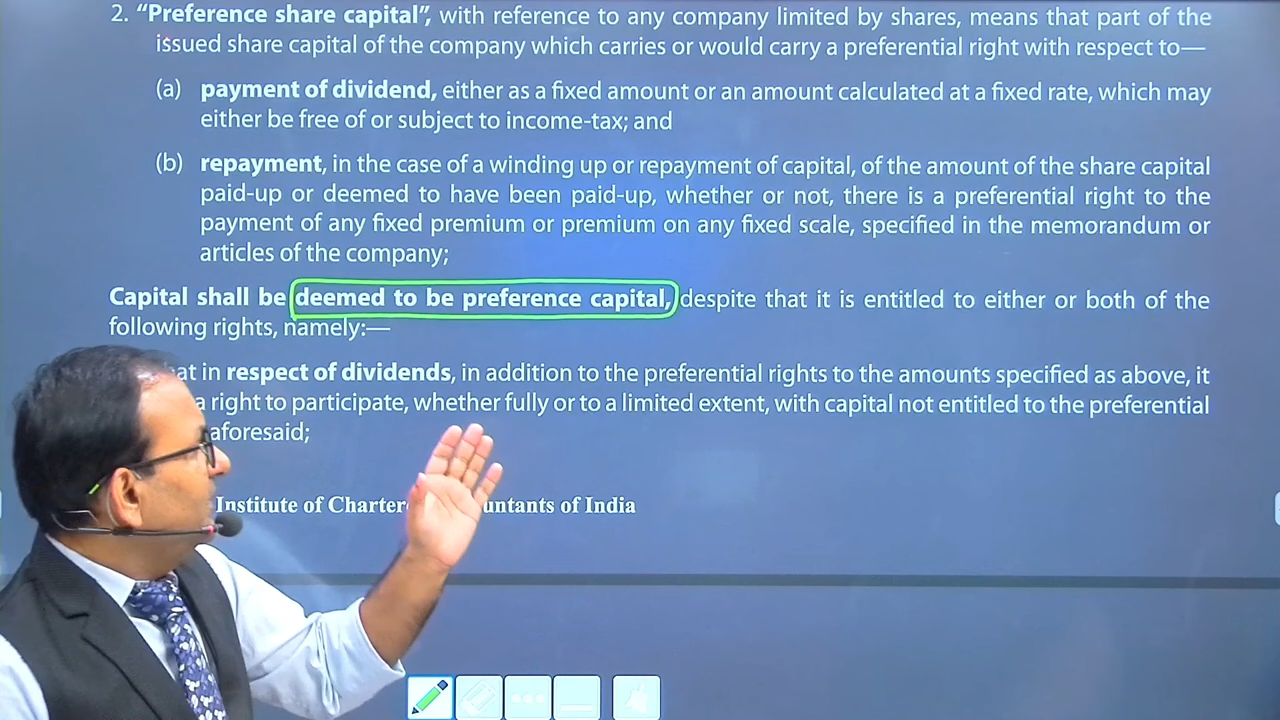 2. “Preference share capital”, with reference to any company limited by shares, means that part of the
issued share capital of the company which carries or would carry a preferential right with respect to—
(a) payment of dividend, either as a fixed amount or an amount calculated at a fixed rate, which may
either be free of or subject to income-tax; and
(b) repayment, in the case of a winding up or repayment of capital, of the amount of the share capital
paid-up or deemed to have been paid-up, whether or not, there is a preferential right to the
payment of any fixed premium or premium on any fixed scale, specified in the memorandum or
articles of the company;
Capital shall be deemed to be preference capital, despite that it is entitled to either or both of the
following rights, namely:—
at in respect of dividends, in addition to the preferential rights to the amounts specified as above, it
a right to participate, whether fully or to a limited extent, with capital not entitled to the preferential
aforesaid;
Institute of Charter untants of India